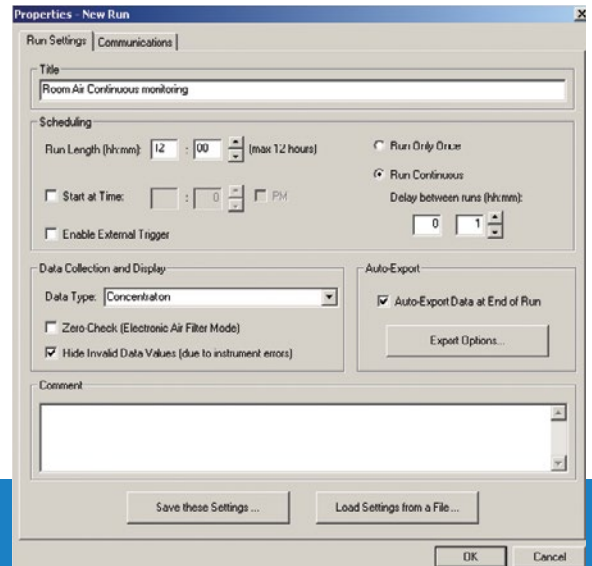 Properties - New Run
Run Settings Communications
Title
Room Air Continuous monitoring
Scheduling
Run Length (hh:mm): 12 : 00 (max 12 hours)
Run Only Once
Run Continuous
Start at Time: : 0 PM
Delay between runs (hh:mm):
0 1
Enable External Trigger
Data Collection and Display
Data Type: Concentraton
Zero-Check (Electronic Air Filter Mode)
Hide Invalid Data Values (due to instrument errors)
Auto-Export
Auto-Export Data at End of Run
Export Options...
Comment
Save these Settings ...
Load Settings from a File ...
OK Cancel